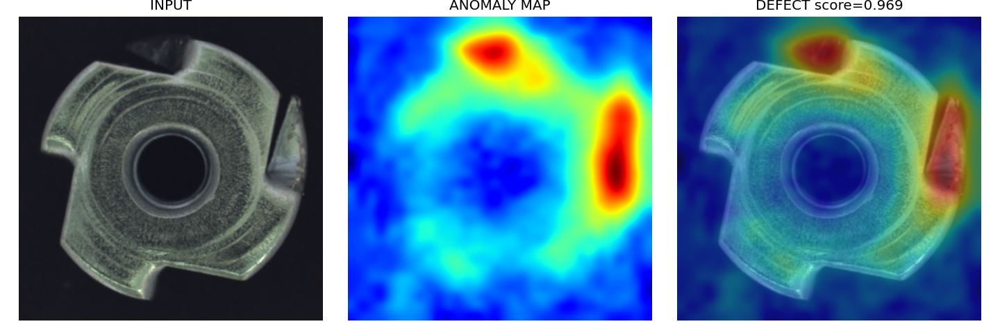 INPUT
ANOMALY MAP
DEFECT score=0.969